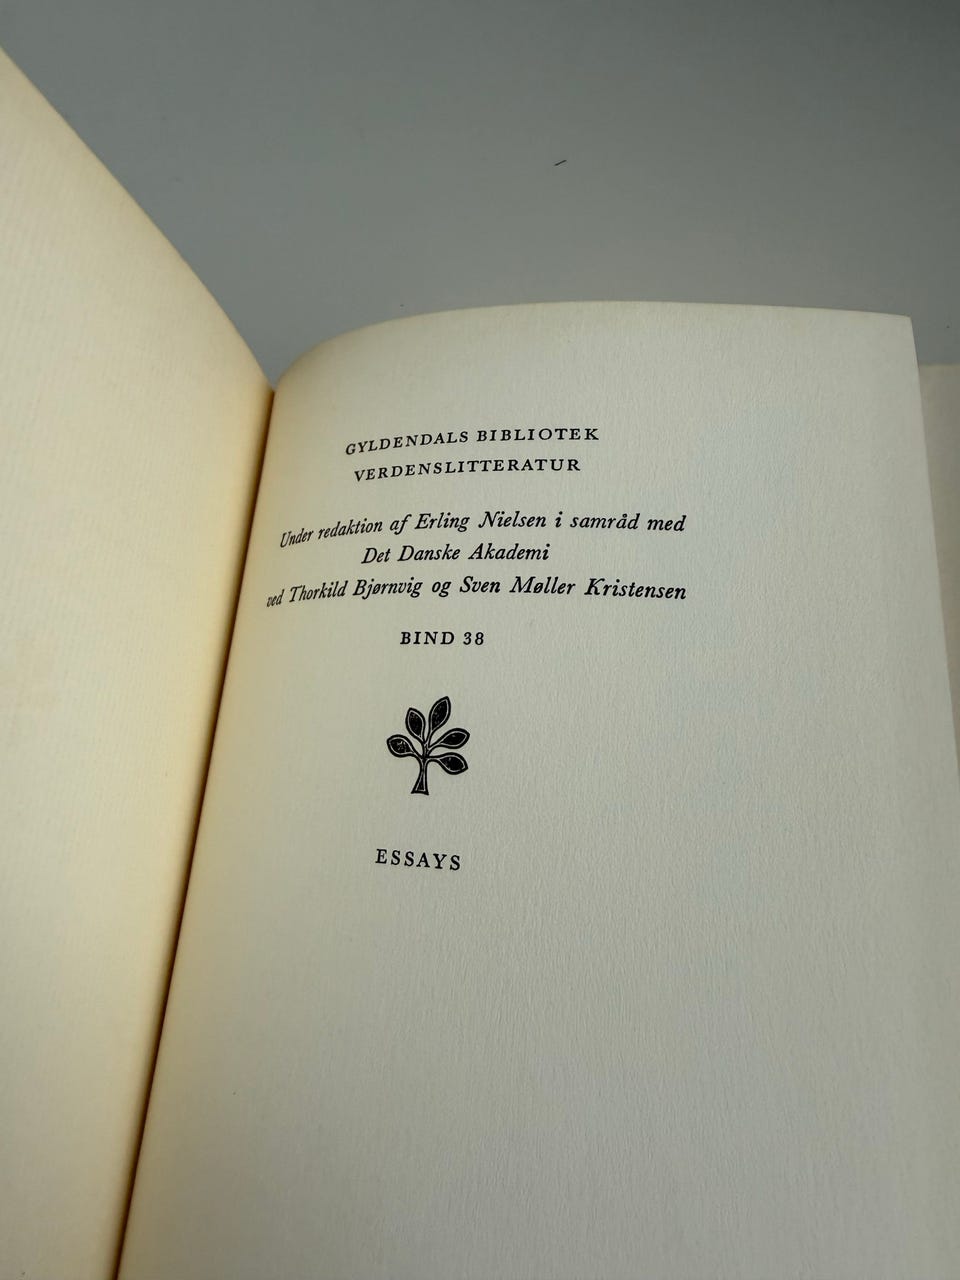 GYLDENDALS BIBLIOTEK
VERDENSLITTERATUR
Under redaktion af Erling Nielsen i samråd med
Det Danske Akademi
ved Thorkild Bjørnvig og Sven Møller Kristensen
BIND 38
ESSAYS